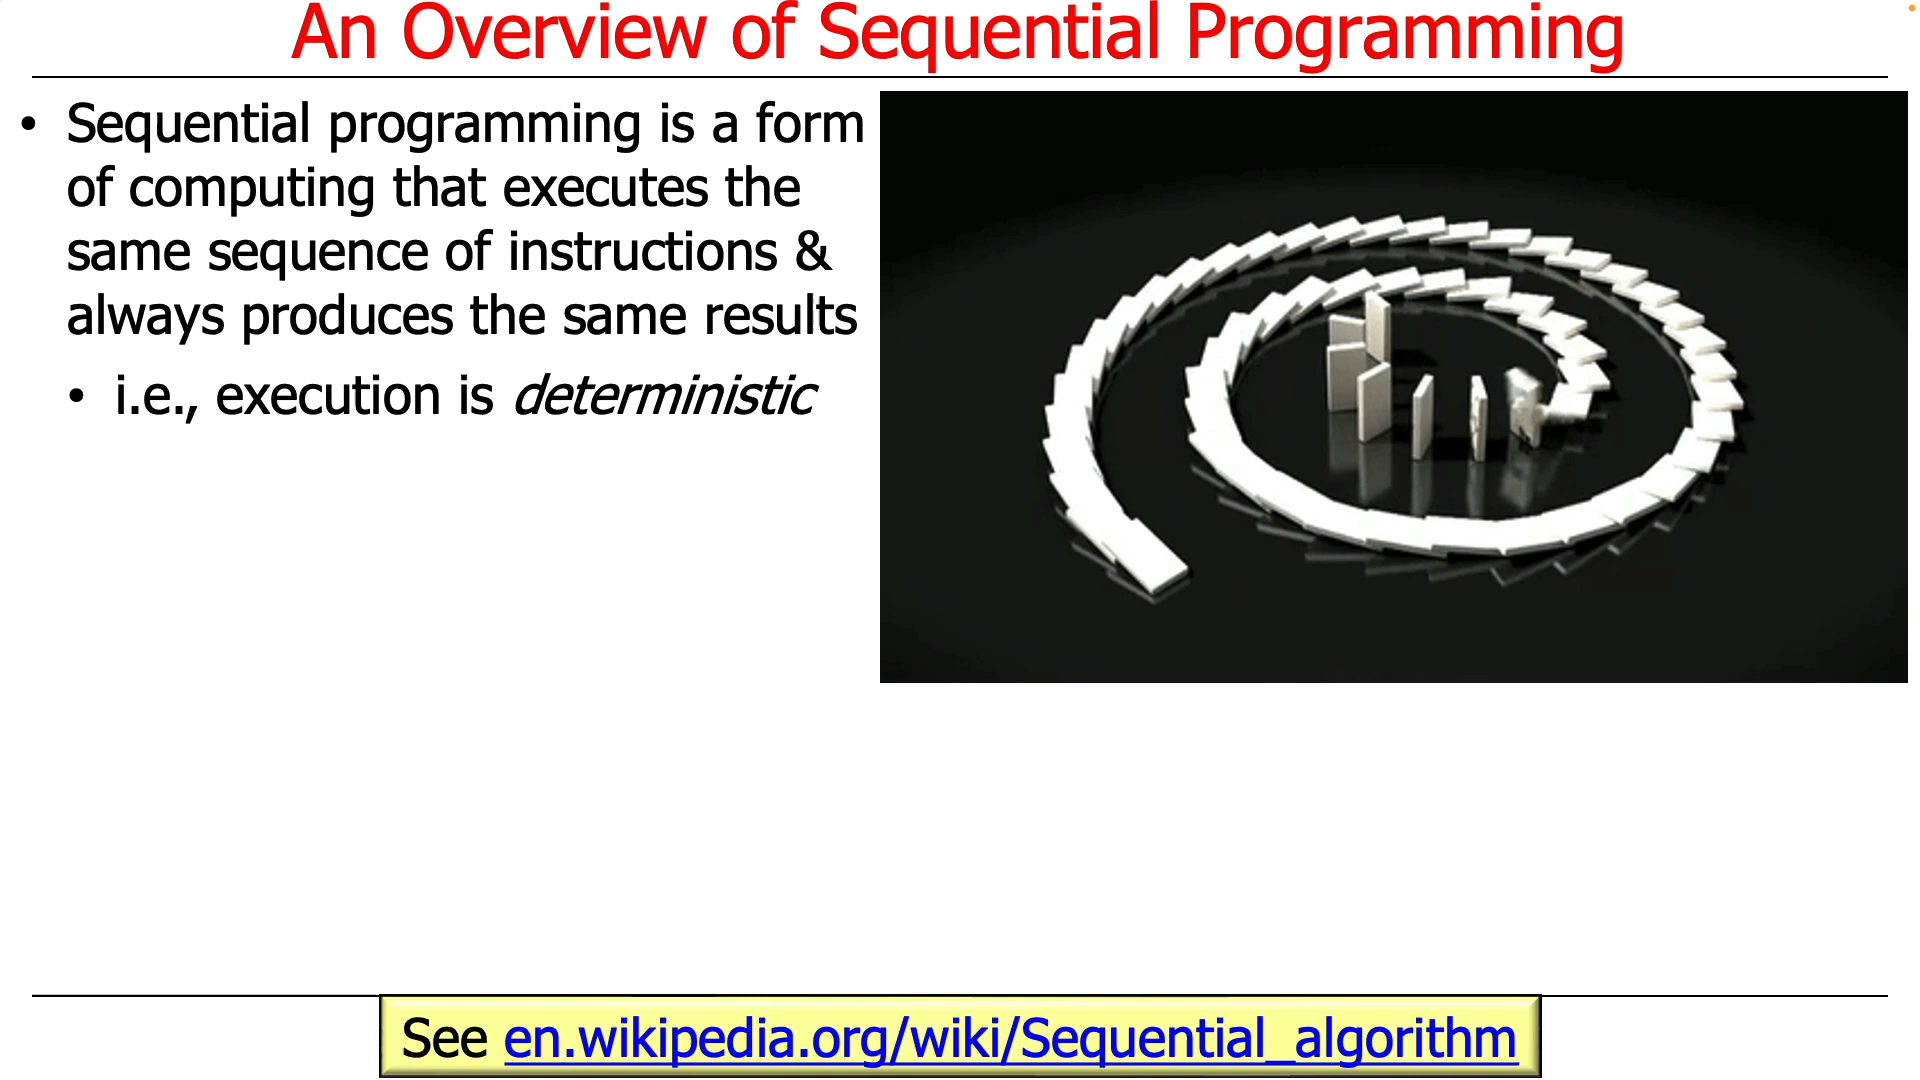 An Overview of Sequential Programming
• Sequential programming is a form
of computing that executes the
same sequence of instructions &
always produces the same results
• i.e., execution is deterministic
See en.wikipedia.org/wiki/Sequential_algorithm